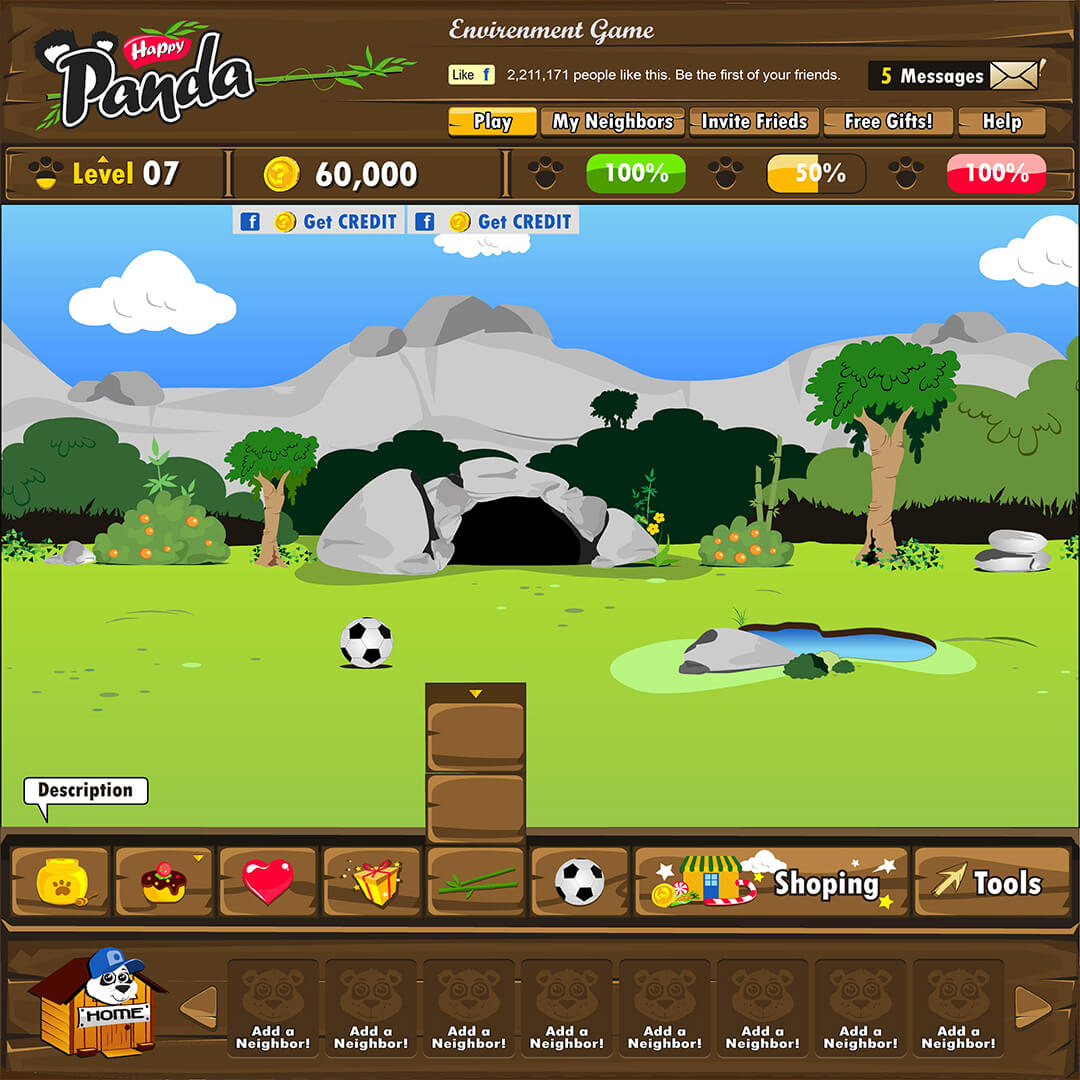 Happy
Panda
Envirenment Game
Like f 2,211,171 people like this. Be the first of your friends.
5 Messages
Play My Neighbors Invite Frieds Free Gifts! Help
Level 07 60,000 100% 50% 100%
f ? Get CREDIT f ? Get CREDIT
Description
Shoping Tools
D
HOME
Add a Neighbor!
Add a Neighbor!
Add a Neighbor!
Add a Neighbor!
Add a Neighbor!
Add a Neighbor!
Add a Neighbor!
Add a Neighbor!